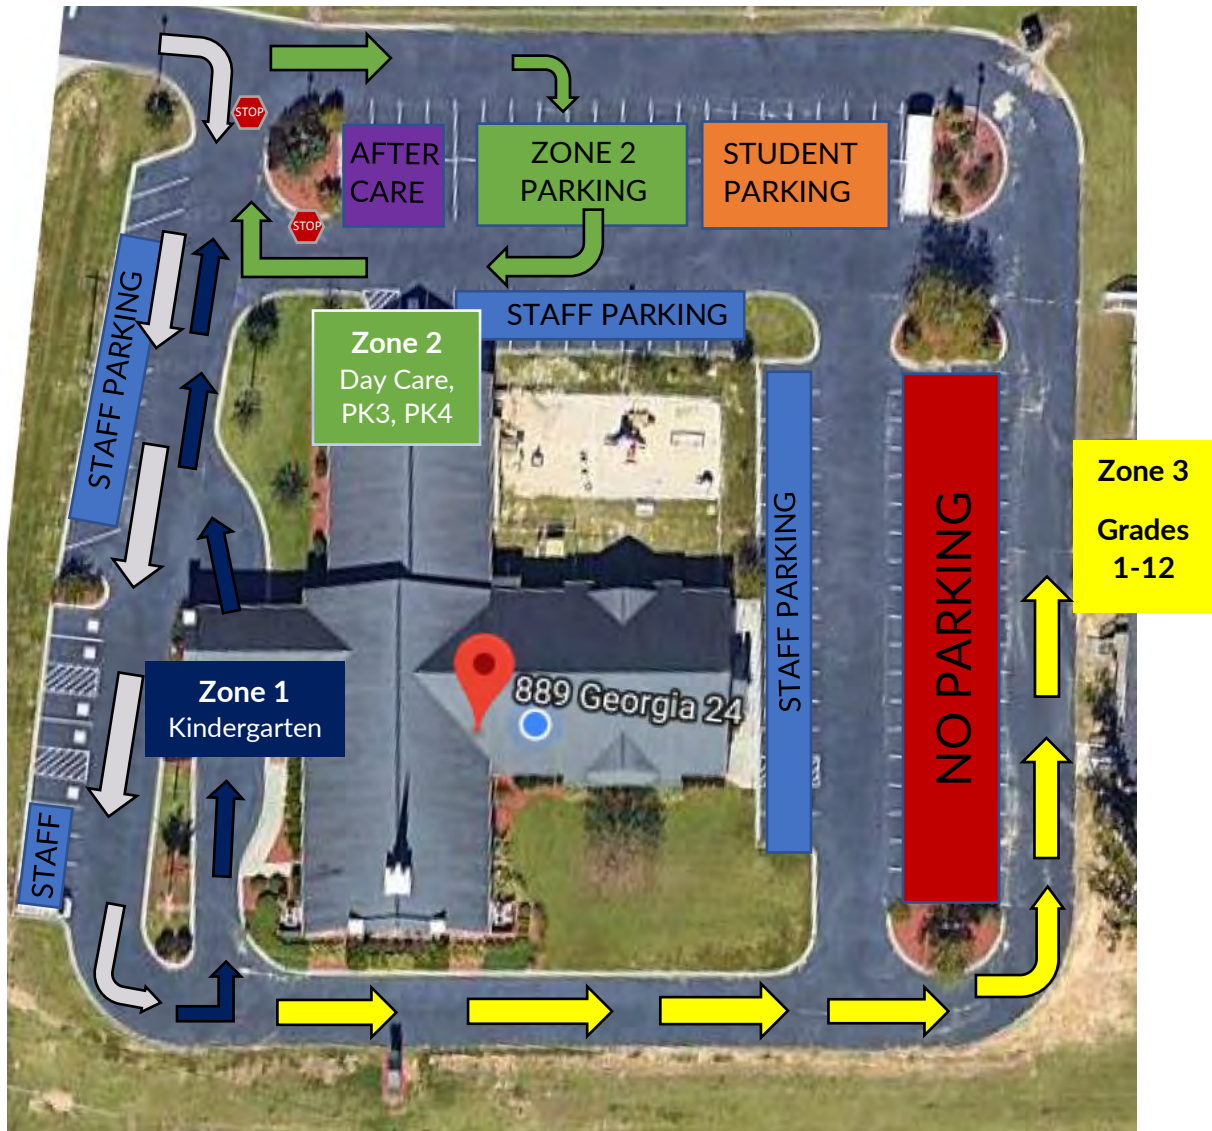 STOP
AFTER
CARE
ZONE 2
PARKING
STUDENT
PARKING
STOP
STAFF PARKING
STAFF PARKING
Zone 2
Day Care,
PK3, PK4
STAFF PARKING
NO PARKING
Zone 3
Grades
1-12
Zone 1
Kindergarten
889 Georgia 24
STAFF